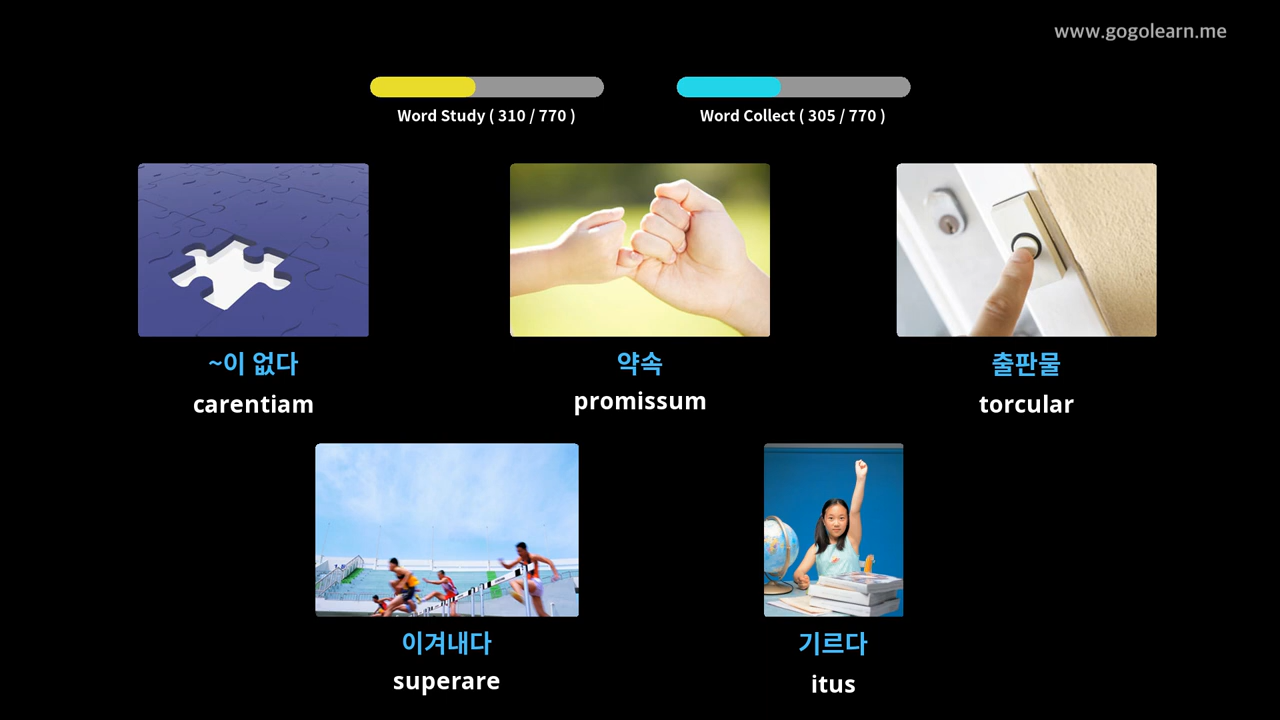 www.gogolearn.me
Word Study ( 310 / 770 )
Word Collect ( 305 / 770 )
~이 없다
carentiam
약속
promissum
출판물
torcular
이겨내다
superare
기르다
itus